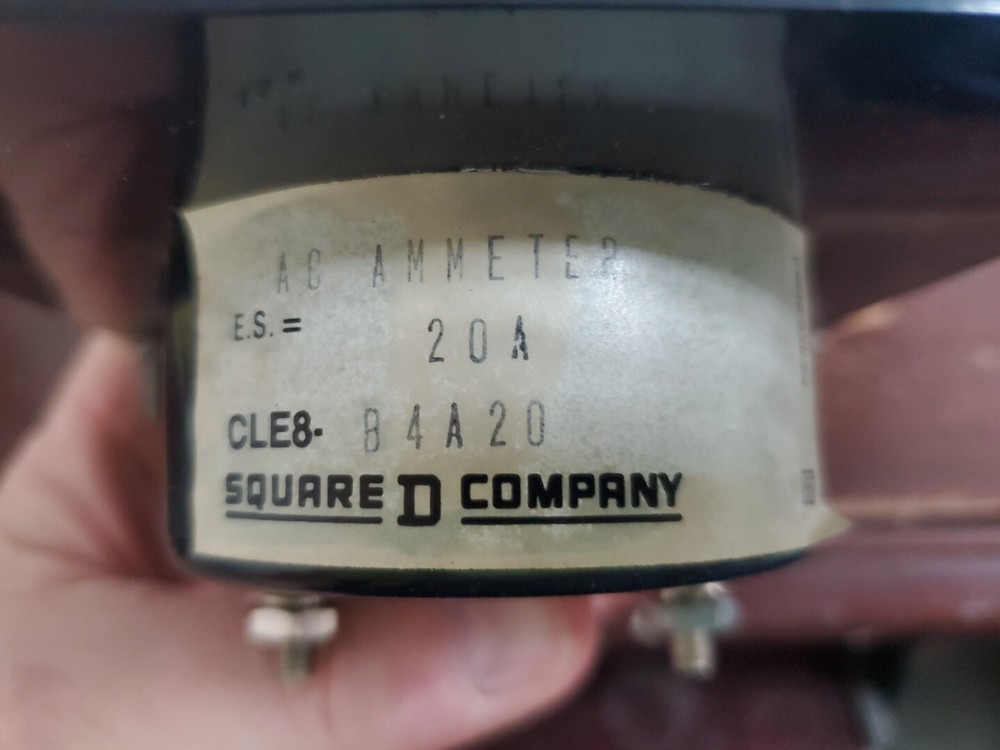 AC AMMETER
E.S. = 20A
CLE8- B4A20
SQUARE D COMPANY